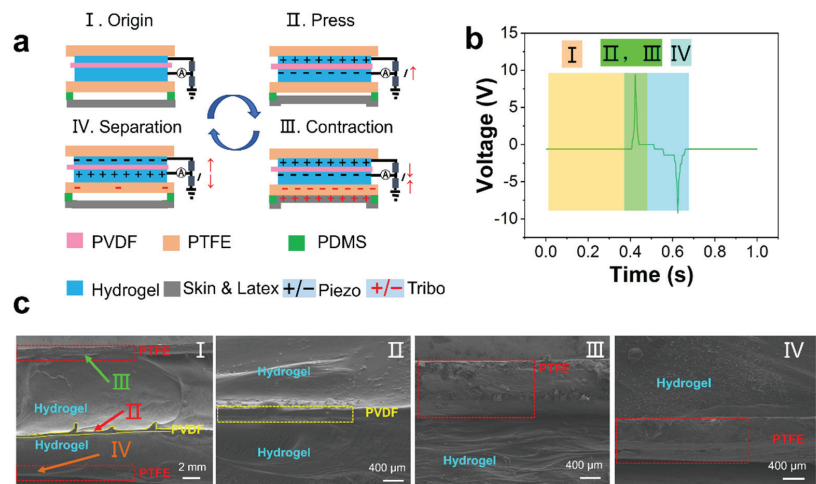 a
Ⅰ. Origin
Ⅱ. Press
+ + + + + + + +
A
I
Ⅳ. Separation
Ⅲ. Contraction
A
I
A
I
PVDF
PTFE
PDMS
Hydrogel
Skin & Latex
+/− Piezo
+/− Tribo
b
Ⅰ
Ⅱ, Ⅲ
Ⅳ
Voltage (V)
15
10
5
0
-5
-10
0.0 0.2 0.4 0.6 0.8 1.0
Time (s)
c
PTFE
Ⅰ
Ⅲ
Hydrogel
Ⅱ
PVDF
Hydrogel
Ⅳ
PTFE
2 mm
Ⅱ
Hydrogel
PVDF
Hydrogel
400 μm
Ⅲ
PTFE
Hydrogel
400 μm
Ⅳ
Hydrogel
PTFE
400 μm